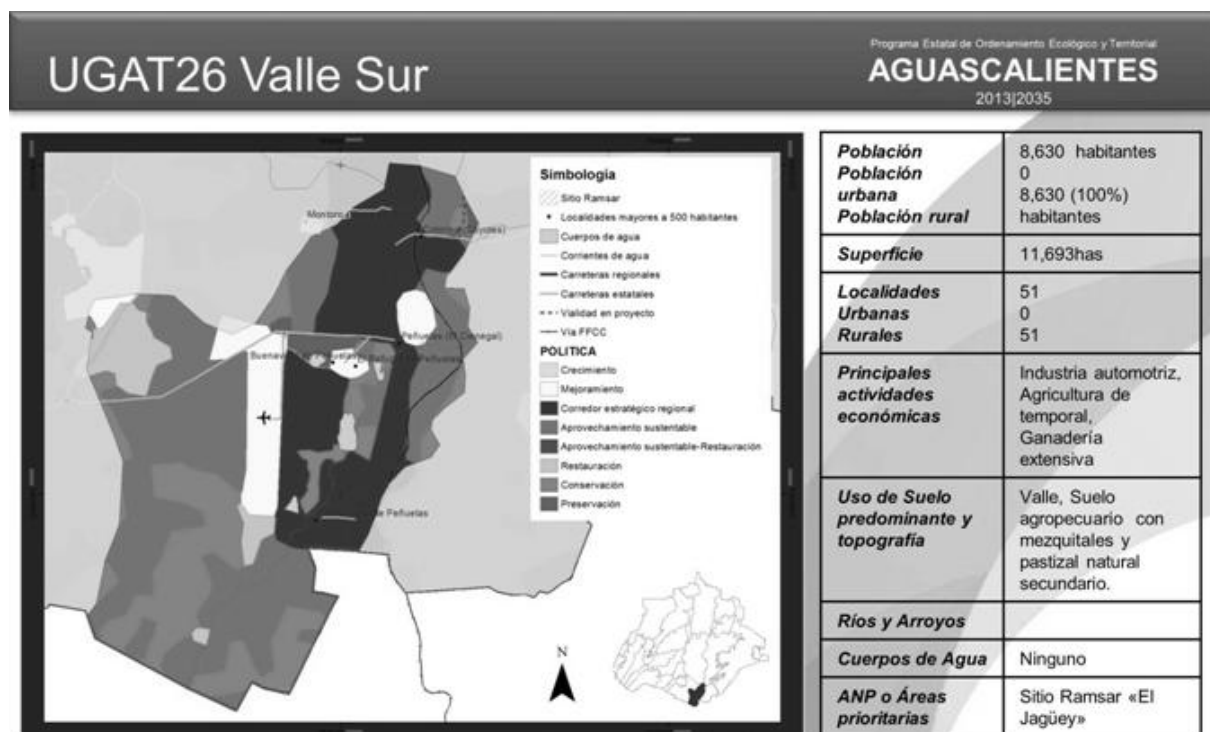 UGAT26 Valle Sur
Programa Estatal de Ordenamiento Ecológico y Territorial
AGUASCALIENTES
2013|2035
Simbología
Sitio Ramsar
Localidades mayores a 500 habitantes
Cuerpos de agua
Corrientes de agua
Carreteras regionales
Carreteras estatales
Vialidad en proyecto
Vía FFCC
POLITICA
Crecimiento
Mejoramiento
Corredor estratégico regional
Aprovechamiento sustentable
Aprovechamiento sustentable-Restauración
Restauración
Conservación
Preservación
Montoro
Peñuelas (El Cienegal)
de Peñuelas
N
Población 8,630 habitantes
Población 0
urbana 8,630 (100%)
Población rural habitantes
Superficie 11,693has
Localidades 51
Urbanas 0
Rurales 51
Principales Industria automotriz,
actividades Agricultura de
económicas temporal,
Ganadería
extensiva
Uso de Suelo Valle, Suelo
predominante y agropecuario con
topografía mezquitales y
pastizal natural
secundario.
Ríos y Arroyos
Cuerpos de Agua Ninguno
ANP o Áreas Sitio Ramsar «El
prioritarias Jagüey»